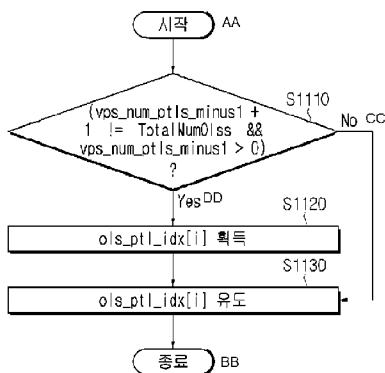 시작 AA
S1110
(vps_num_ptls_minus1 +
1 != TotalNumOlss &&
vps_num_ptls_minus1 > 0)
?
No CC
Yes DD
S1120
ols_ptl_idx[i] 획득
S1130
ols_ptl_idx[i] 유도
종료 BB